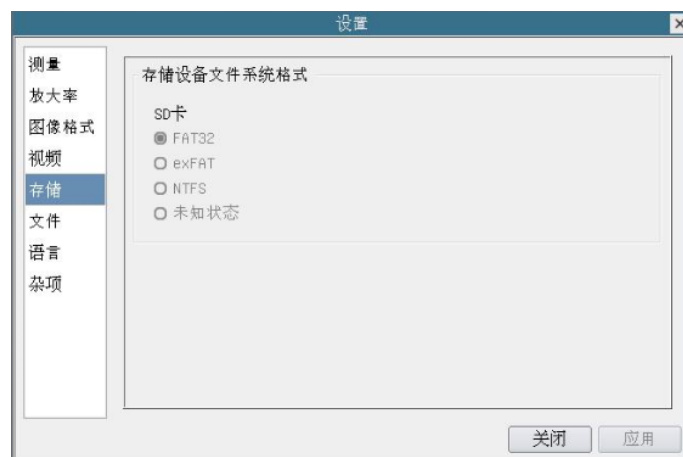 设置
测量
放大率
图像格式
视频
存储
文件
语言
杂项
存储设备文件系统格式
SD卡
FAT32
exFAT
NTFS
未知状态
关闭
应用